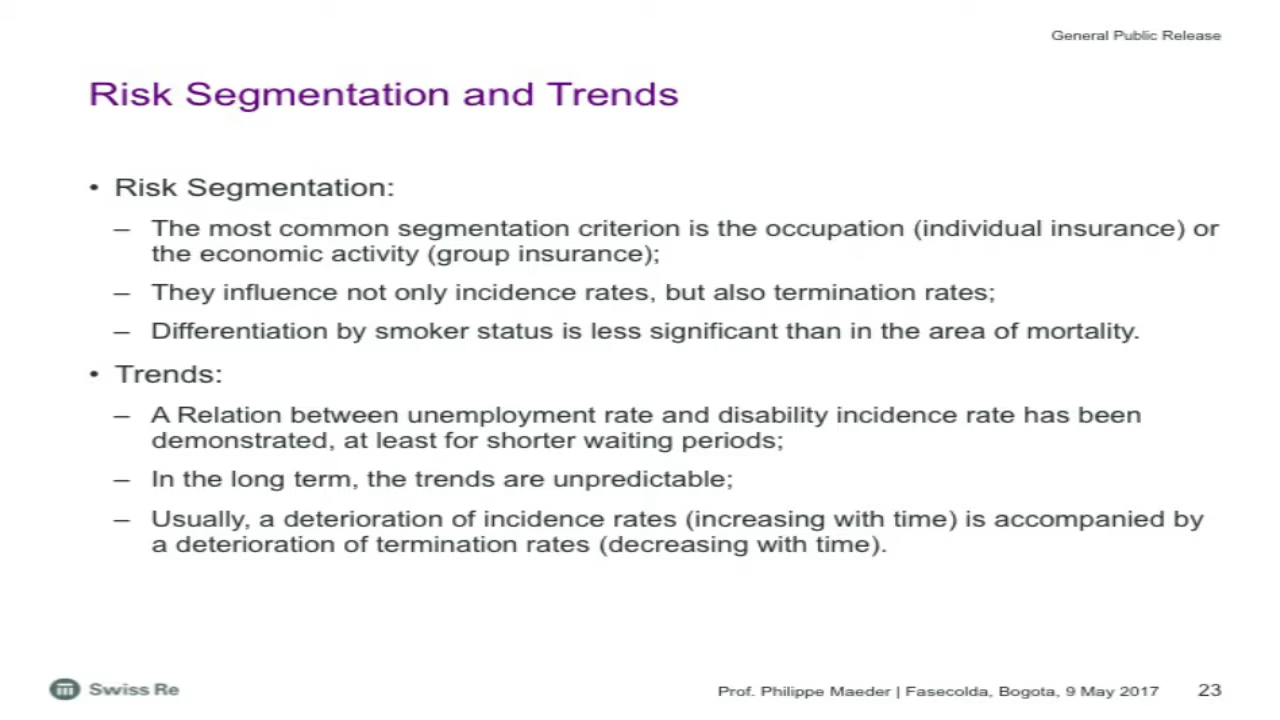 General Public Release
Risk Segmentation and Trends
• Risk Segmentation:
– The most common segmentation criterion is the occupation (individual insurance) or
the economic activity (group insurance);
– They influence not only incidence rates, but also termination rates;
– Differentiation by smoker status is less significant than in the area of mortality.
• Trends:
– A Relation between unemployment rate and disability incidence rate has been
demonstrated, at least for shorter waiting periods;
– In the long term, the trends are unpredictable;
– Usually, a deterioration of incidence rates (increasing with time) is accompanied by
a deterioration of termination rates (decreasing with time).
Swiss Re
Prof. Philippe Maeder | Fasecolda, Bogota, 9 May 2017 23